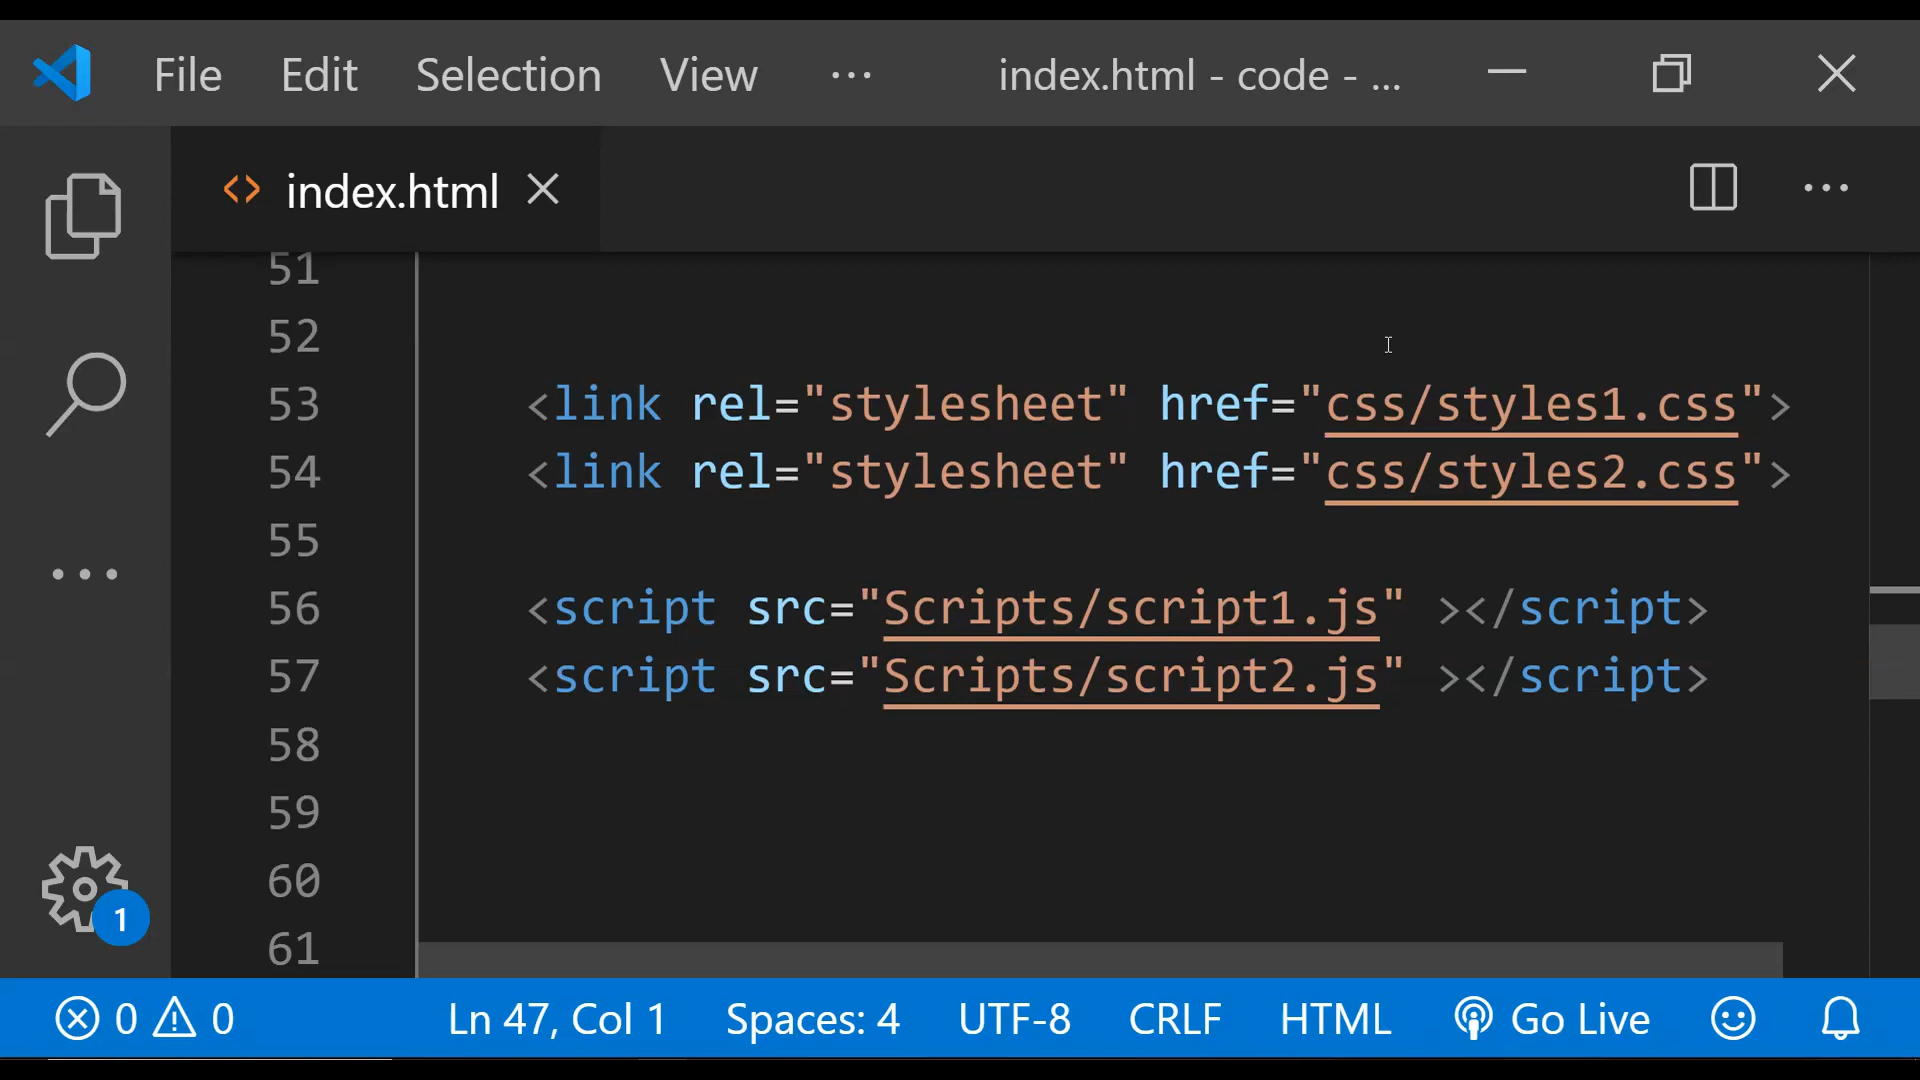 File Edit Selection View ··· index.html - code - ...
<> index.html ···
51
52
53 <link rel="stylesheet" href="css/styles1.css">
54 <link rel="stylesheet" href="css/styles2.css">
55
56 <script src="Scripts/script1.js" ></script>
57 <script src="Scripts/script2.js" ></script>
58
59
60
61
1
0 0 Ln 47, Col 1 Spaces: 4 UTF-8 CRLF HTML Go Live